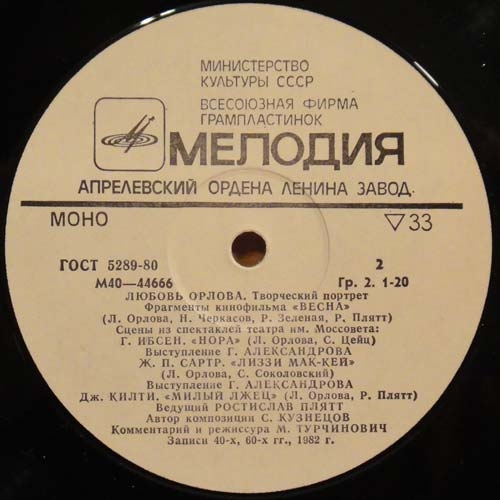 МИНИСТЕРСТВО
КУЛЬТУРЫ СССР
ВСЕСОЮЗНАЯ ФИРМА
ГРАМПЛАСТИНОК
МЕЛОДИЯ
АПРЕЛЕВСКИЙ ОРДЕНА ЛЕНИНА ЗАВОД.
МОНО ▽33
ГОСТ 5289-80 2
М40—44666 Гр. 2. 1-20
ЛЮБОВЬ ОРЛОВА. Творческий портрет
Фрагменты кинофильма «ВЕСНА»
(Л. Орлова, Н. Черкасов, Р. Зеленая, Р. Плятт)
Сцены из спектаклей театра им. Моссовета:
Г. ИБСЕН. «НОРА» (Л. Орлова, С. Цейц)
Выступление Г. АЛЕКСАНДРОВА
Ж. П. САРТР. «ЛИЗЗИ МАК-КЕЙ»
(Л. Орлова, С. Соколовский)
Выступление Г. АЛЕКСАНДРОВА
Дж. КИЛТИ. «МИЛЫЙ ЛЖЕЦ» (Л. Орлова, Р. Плятт)
Ведущий РОСТИСЛАВ ПЛЯТТ
Автор композиции С. КУЗНЕЦОВ
Комментарий и режиссура М. ТУРЧИНОВИЧ
Записи 40-х, 60-х гг., 1982 г.